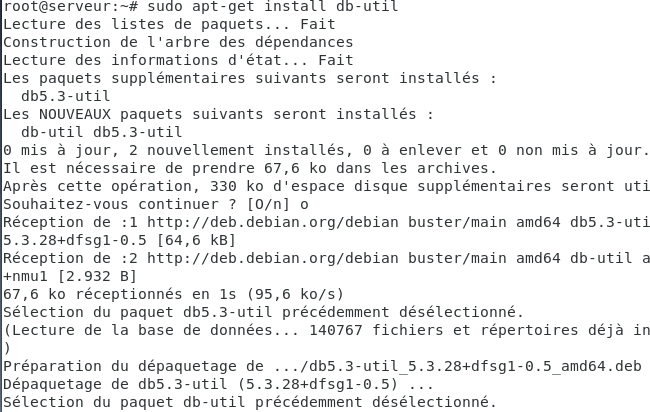 root@serveur:~# sudo apt-get install db-util
Lecture des listes de paquets... Fait
Construction de l'arbre des dépendances
Lecture des informations d'état... Fait
Les paquets supplémentaires suivants seront installés :
  db5.3-util
Les NOUVEAUX paquets suivants seront installés :
  db-util db5.3-util
0 mis à jour, 2 nouvellement installés, 0 à enlever et 0 non mis à jour.
Il est nécessaire de prendre 67,6 ko dans les archives.
Après cette opération, 330 ko d'espace disque supplémentaires seront uti
Souhaitez-vous continuer ? [O/n] o
Réception de :1 http://deb.debian.org/debian buster/main amd64 db5.3-uti
5.3.28+dfsg1-0.5 [64,6 kB]
Réception de :2 http://deb.debian.org/debian buster/main amd64 db-util a
+nmu1 [2.932 B]
67,6 ko réceptionnés en 1s (95,6 ko/s)
Sélection du paquet db5.3-util précédemment désélectionné.
(Lecture de la base de données... 140767 fichiers et répertoires déjà in
)
Préparation du dépaquetage de .../db5.3-util_5.3.28+dfsg1-0.5_amd64.deb
Dépaquetage de db5.3-util (5.3.28+dfsg1-0.5) ...
Sélection du paquet db-util précédemment désélectionné.